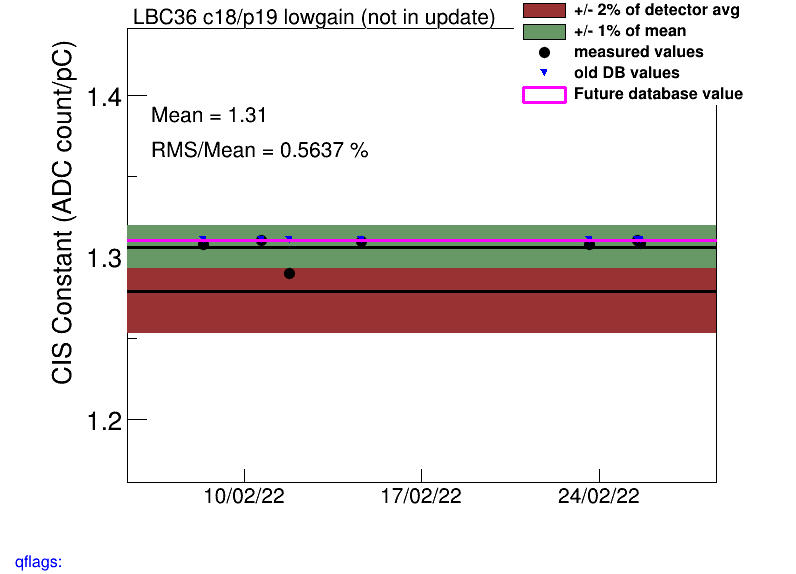 LBC36 c18/p19 lowgain (not in update)
+/- 2% of detector avg
+/- 1% of mean
measured values
old DB values
Future database value
Mean = 1.31
RMS/Mean = 0.5637 %
CIS Constant (ADC count/pC)
1.4
1.3
1.2
10/02/22
17/02/22
24/02/22
qflags: